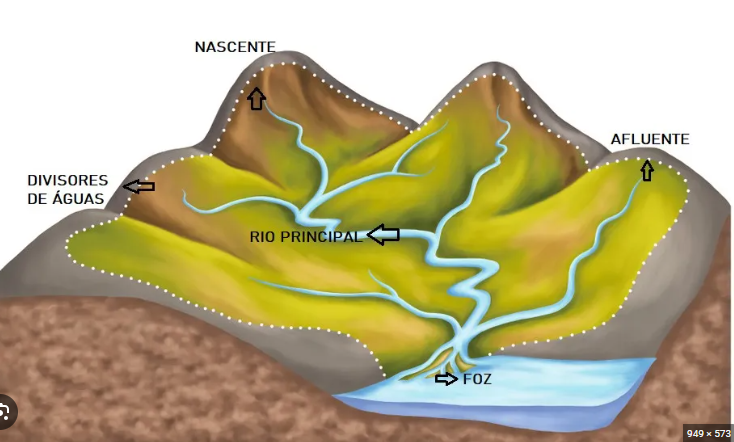 NASCENTE
AFLUENTE
DIVISORES
DE ÁGUAS
RIO PRINCIPAL
FOZ
949 × 573